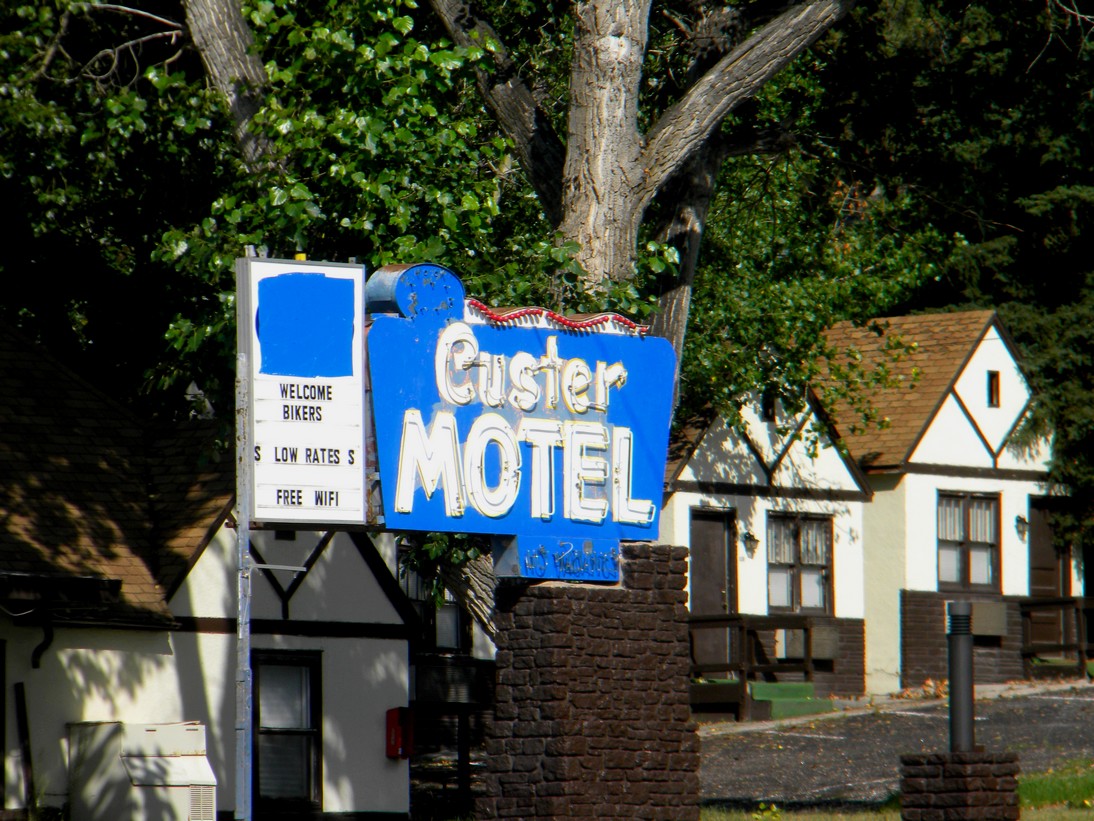 WELCOME
BIKERS
S LOW RATES S
FREE WIFI
Custer
MOTEL